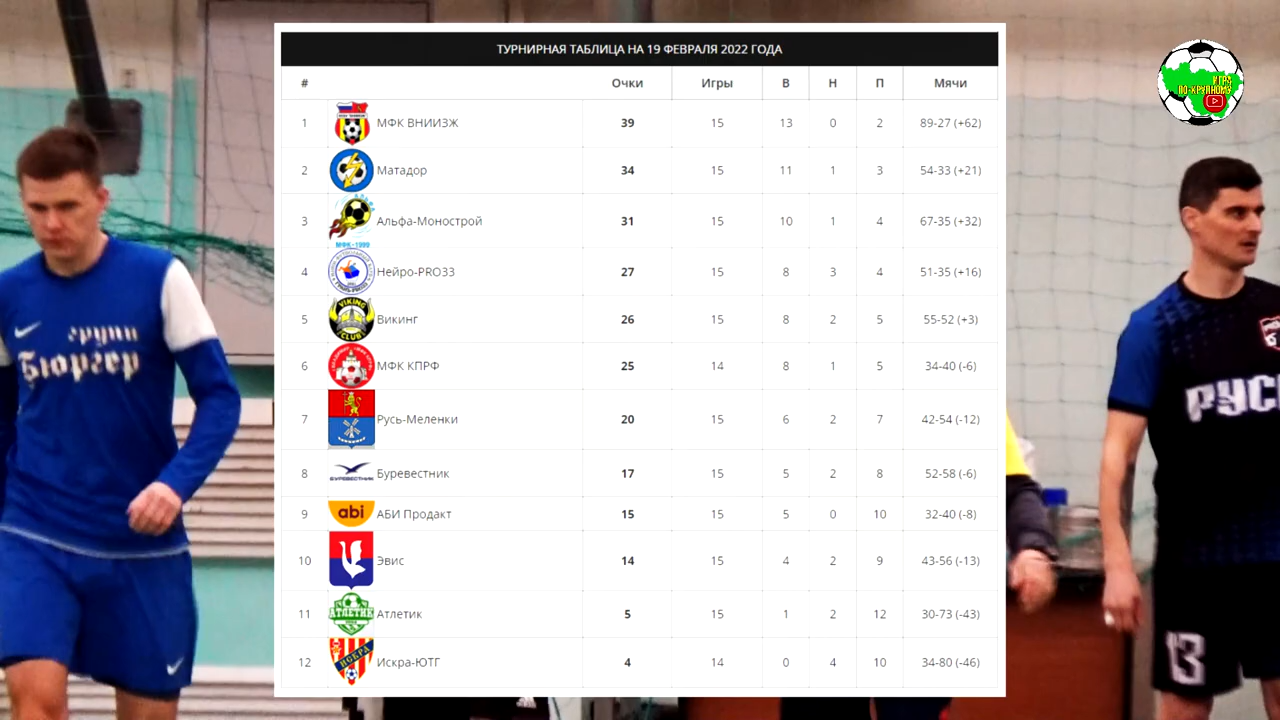 ТУРНИРНАЯ ТАБЛИЦА НА 19 ФЕВРАЛЯ 2022 ГОДА
# Очки Игры В Н П Мячи
1 МФК ВНИИЗЖ 39 15 13 0 2 89-27 (+62)
2 Матадор 34 15 11 1 3 54-33 (+21)
3 Альфа-Монострой 31 15 10 1 4 67-35 (+32)
МФК-1999
4 Нейро-PRO33 27 15 8 3 4 51-35 (+16)
VIKING
CLUB
5 Викинг 26 15 8 2 5 55-52 (+3)
6 МФК КПРФ 25 14 8 1 5 34-40 (-6)
7 Русь-Меленки 20 15 6 2 7 42-54 (-12)
8 БУРЕВЕСТНИК Буревестник 17 15 5 2 8 52-58 (-6)
9 abi АБИ Продакт 15 15 5 0 10 32-40 (-8)
10 Эвис 14 15 4 2 9 43-56 (-13)
11 АТЛЕТИК Атлетик 5 15 1 2 12 30-73 (-43)
12 ИСКРА Искра-ЮТГ 4 14 0 4 10 34-80 (-46)
ИГРА
ПО-КРУПНОМУ
групп
Бюргер
РУС
13